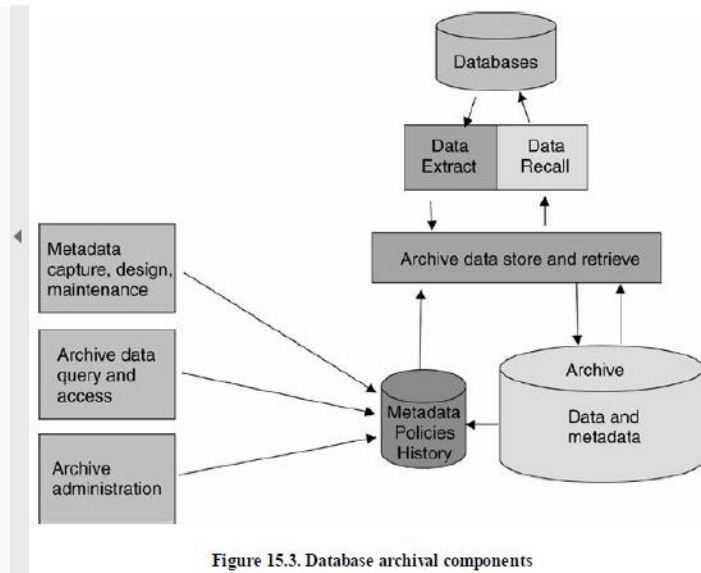 Databases
Data
Extract
Data
Recall
Metadata
capture, design,
maintenance
Archive data store and retrieve
Archive data
query and
access
Metadata
Policies
History
Archive
Data and
metadata
Archive
administration
Figure 15.3. Database archival components